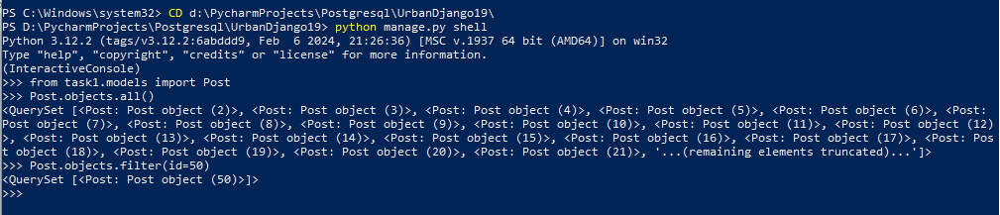 PS C:\Windows\system32> CD d:\PycharmProjects\Postgresql\UrbanDjango19\
PS D:\PycharmProjects\Postgresql\UrbanDjango19> python manage.py shell
Python 3.12.2 (tags/v3.12.2:6abddd9, Feb  6 2024, 21:26:36) [MSC v.1937 64 bit (AMD64)] on win32
Type "help", "copyright", "credits" or "license" for more information.
(InteractiveConsole)
>>> from task1.models import Post
>>> Post.objects.all()
<QuerySet [<Post: Post object (2)>, <Post: Post object (3)>, <Post: Post object (4)>, <Post: Post object (5)>, <Post: Post object (6)>, <Post:
Post object (7)>, <Post: Post object (8)>, <Post: Post object (9)>, <Post: Post object (10)>, <Post: Post object (11)>, <Post: Post object (12)
>, <Post: Post object (13)>, <Post: Post object (14)>, <Post: Post object (15)>, <Post: Post object (16)>, <Post: Post object (17)>, <Post: Pos
t object (18)>, <Post: Post object (19)>, <Post: Post object (20)>, <Post: Post object (21)>, '...(remaining elements truncated)...']>
>>> Post.objects.filter(id=50)
<QuerySet [<Post: Post object (50)>]>
>>>